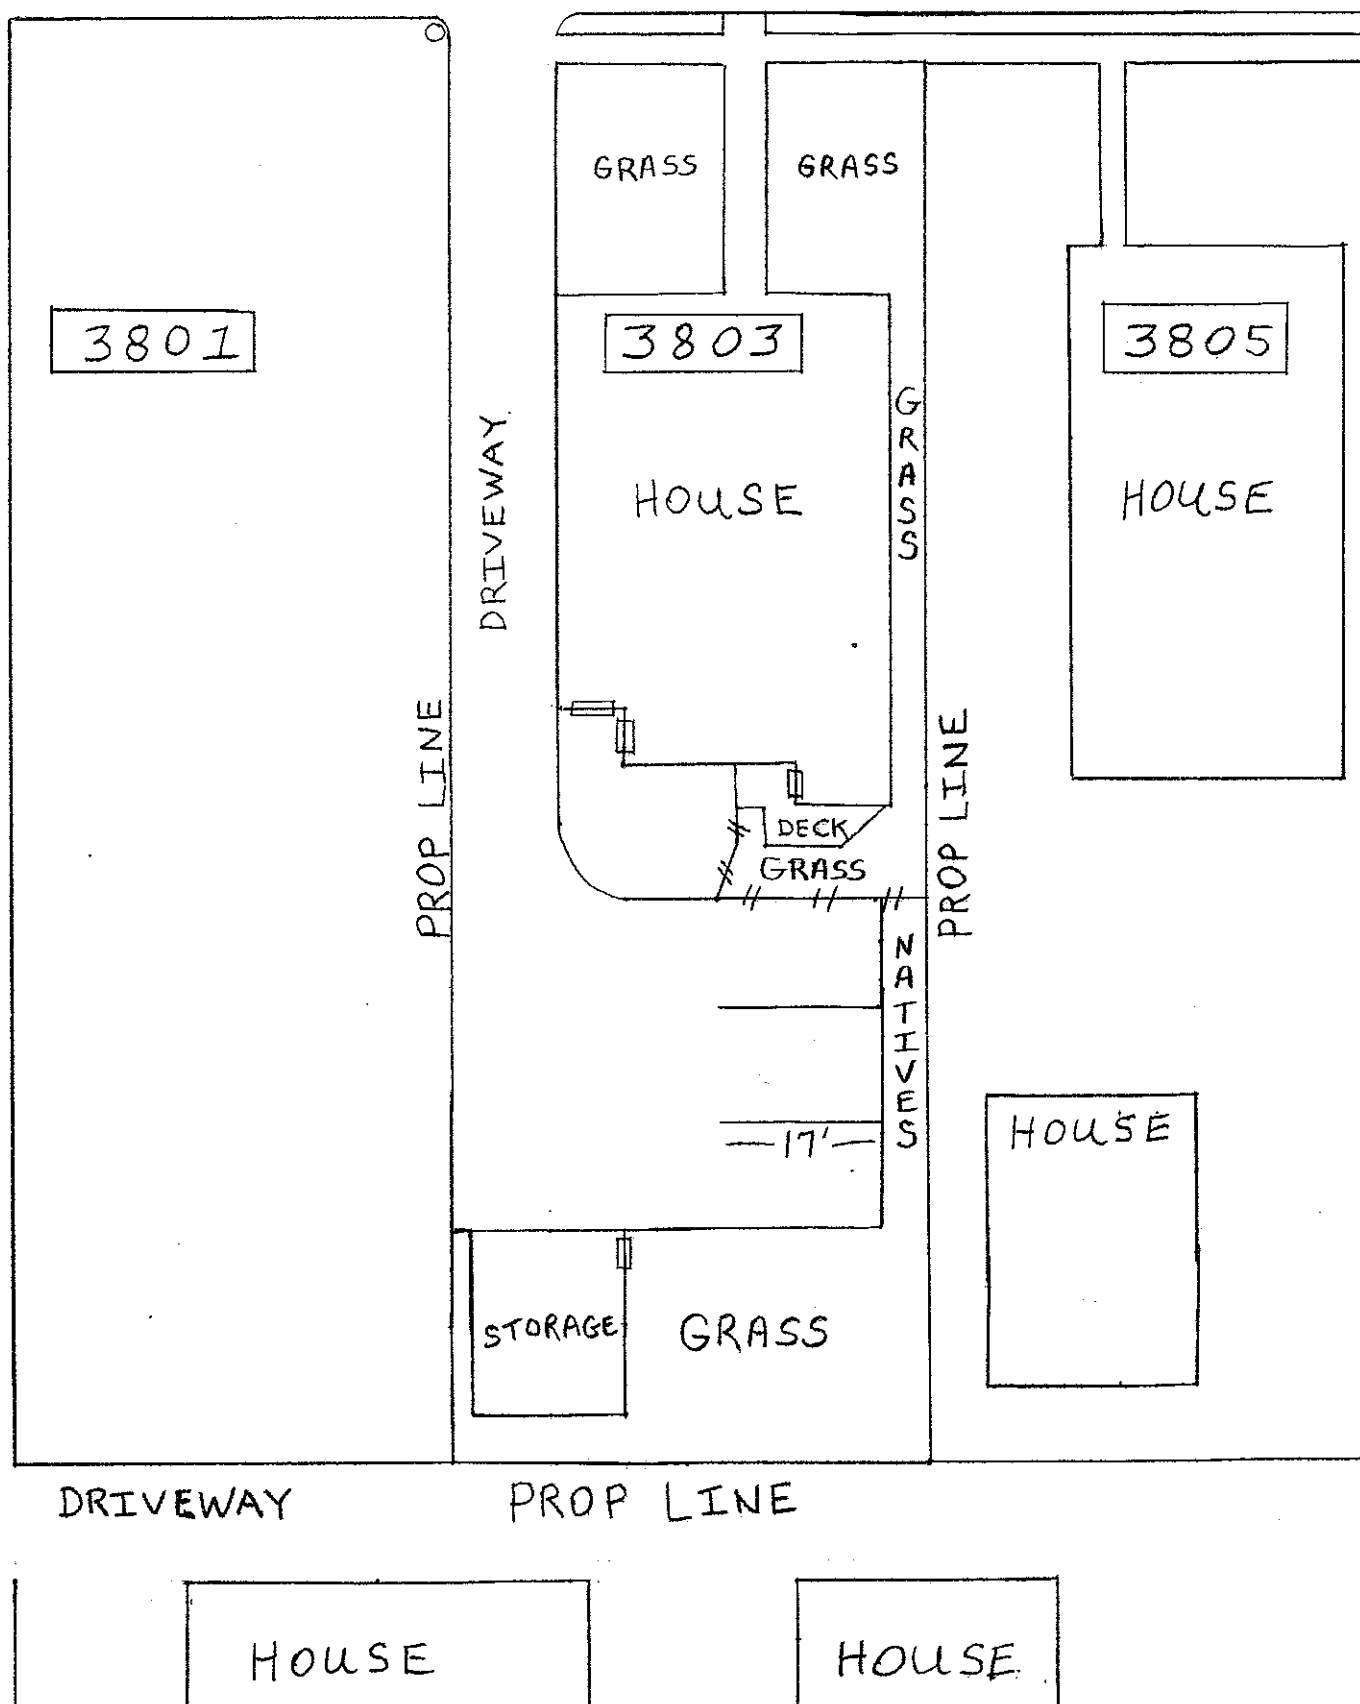 GRASS
GRASS
3801
3803
3805
DRIVEWAY
HOUSE
GRASS
HOUSE
PROP LINE
PROP LINE
DECK
GRASS
NATIVES
17'
HOUSE
STORAGE
GRASS
DRIVEWAY
PROP LINE
HOUSE
HOUSE